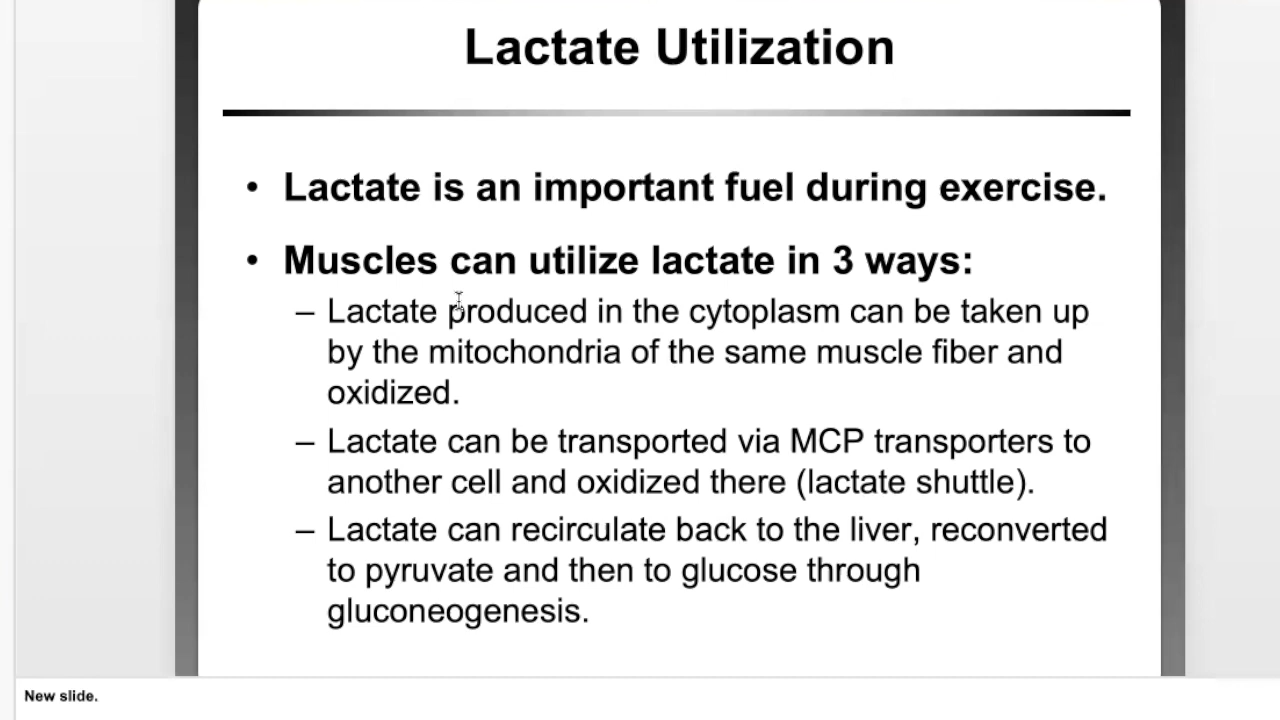 Lactate Utilization
• Lactate is an important fuel during exercise.
• Muscles can utilize lactate in 3 ways:
– Lactate produced in the cytoplasm can be taken up
by the mitochondria of the same muscle fiber and
oxidized.
– Lactate can be transported via MCP transporters to
another cell and oxidized there (lactate shuttle).
– Lactate can recirculate back to the liver, reconverted
to pyruvate and then to glucose through
gluconeogenesis.
New slide.